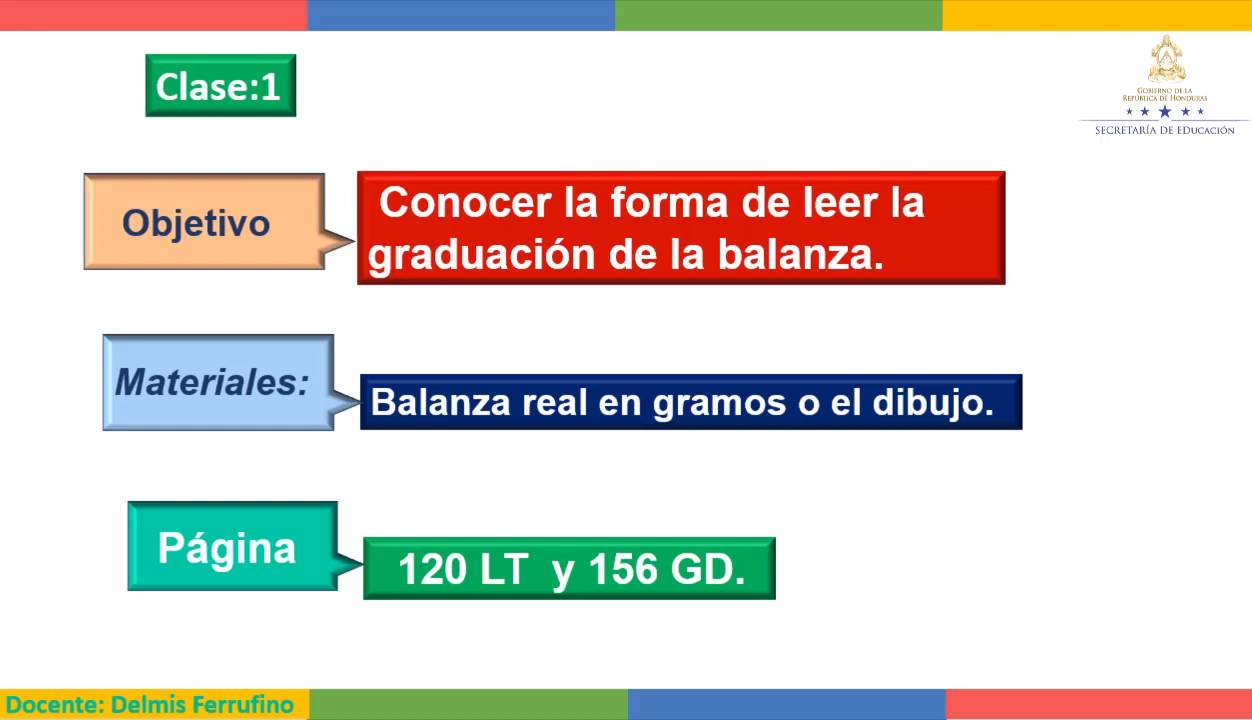 Clase:1
GOBIERNO DE LA
REPÚBLICA DE HONDURAS
SECRETARÍA DE EDUCACIÓN
Objetivo
Conocer la forma de leer la
graduación de la balanza.
Materiales:
Balanza real en gramos o el dibujo.
Página
120 LT y 156 GD.
Docente: Delmis Ferrufino